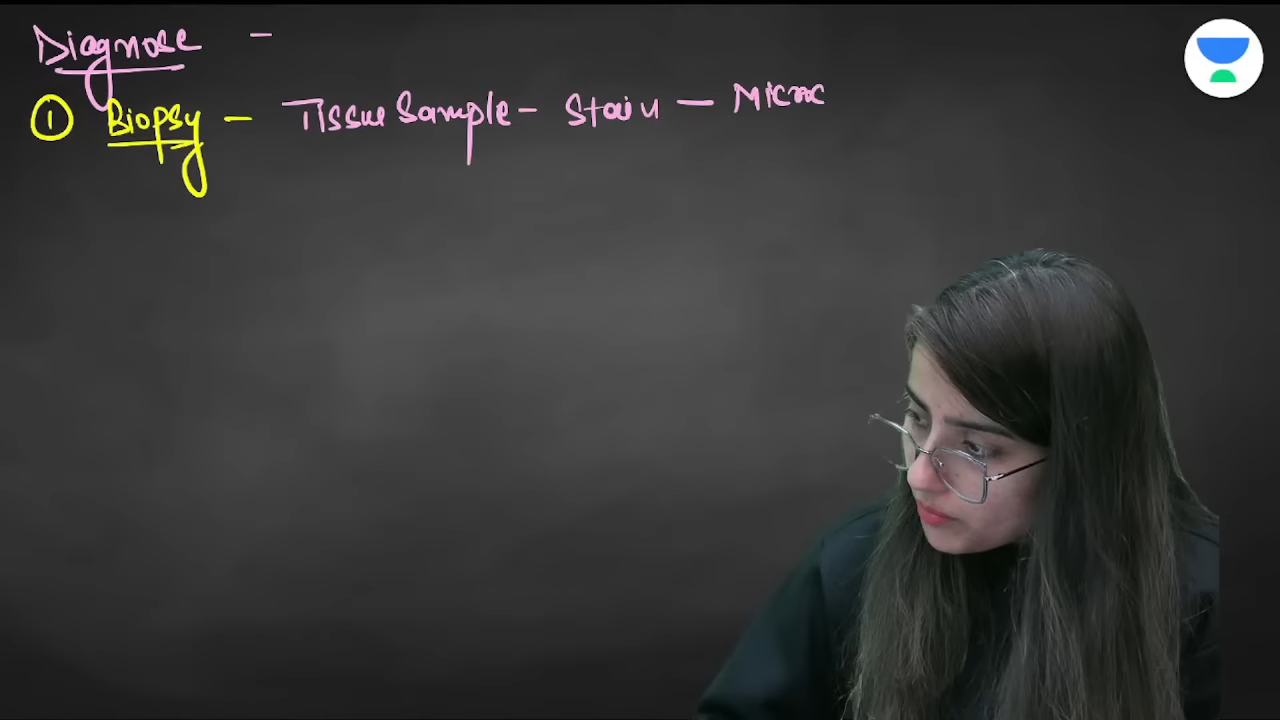 Diagnose -
① Biopsy - Tissue Sample - Stain - Micro